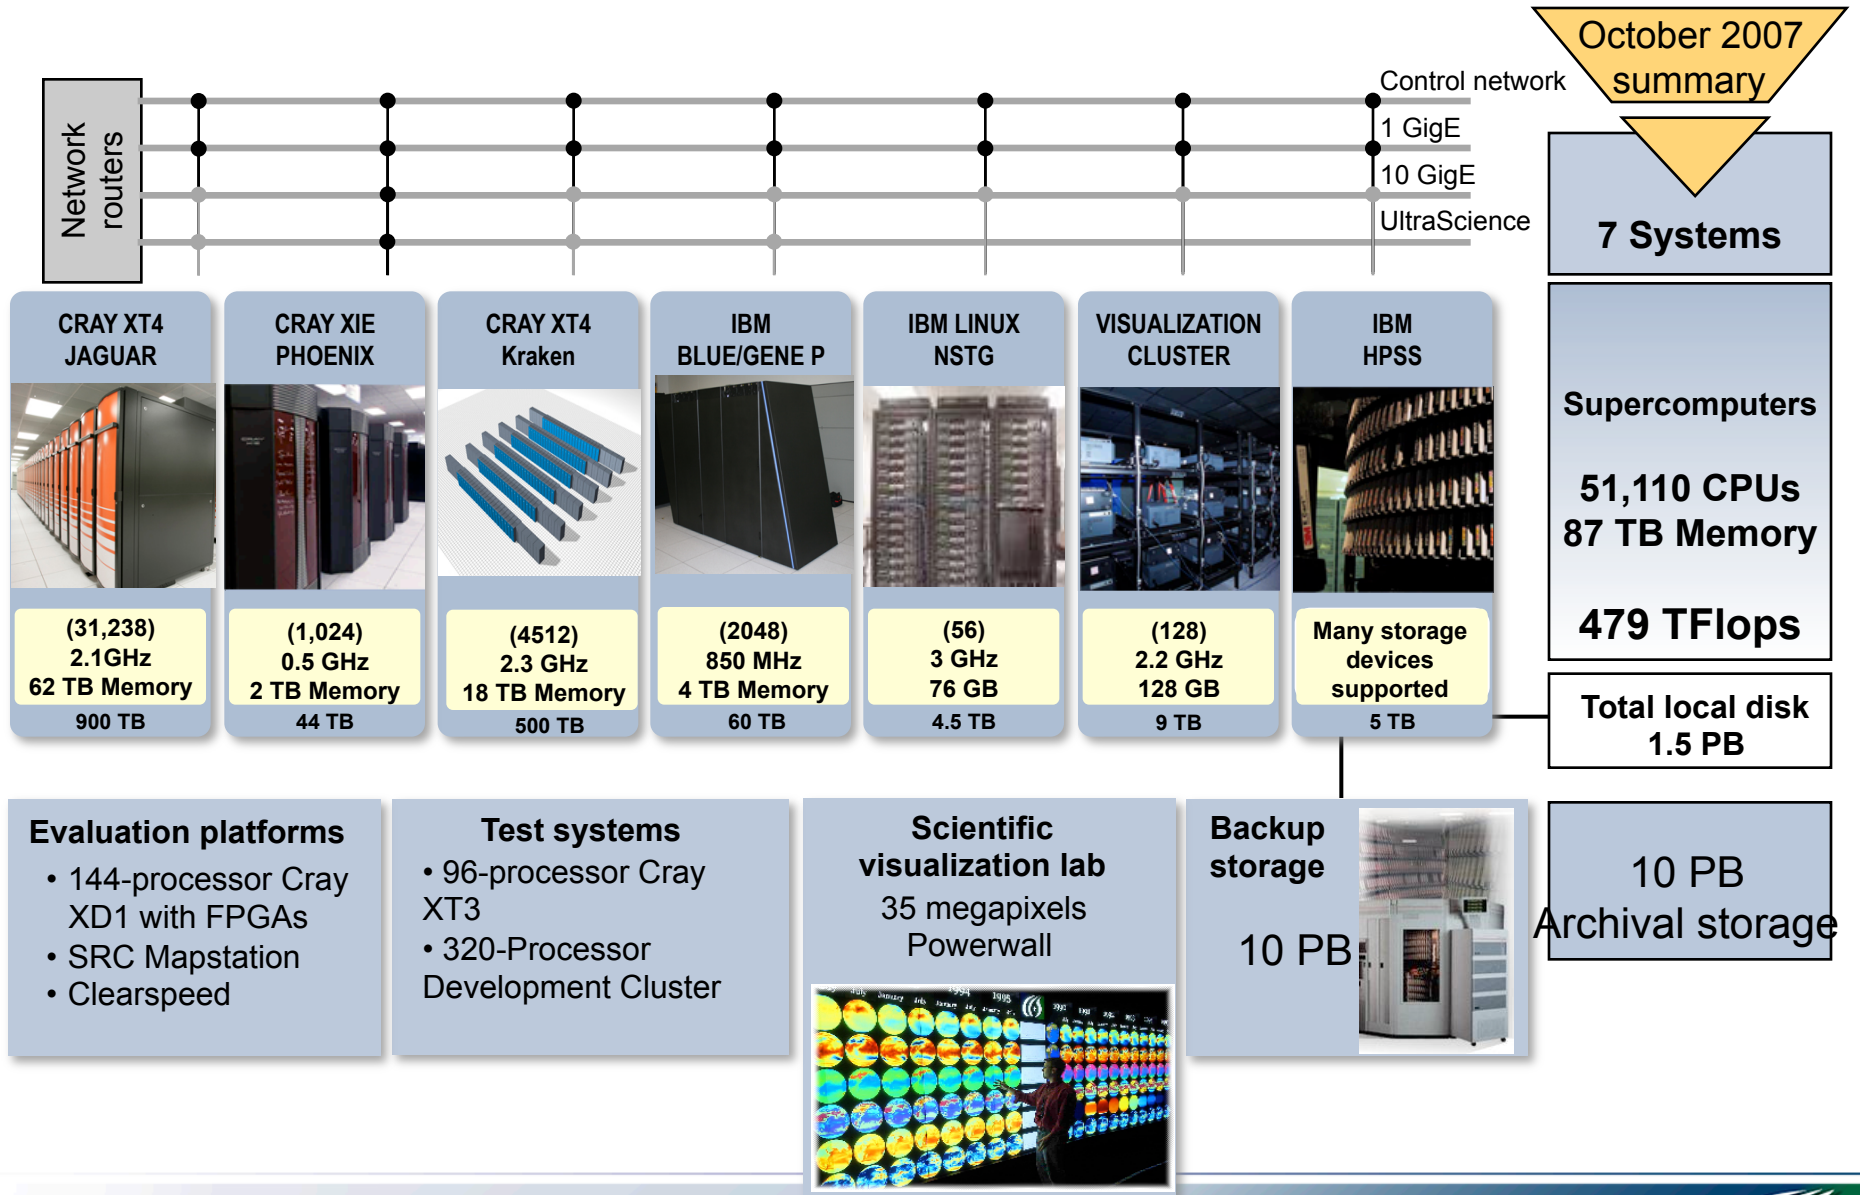 October 2007
summary
Network
routers
Control network
1 GigE
10 GigE
UltraScience
7 Systems
CRAY XT4
JAGUAR
(31,238)
2.1GHz
62 TB Memory
900 TB
CRAY XIE
PHOENIX
(1,024)
0.5 GHz
2 TB Memory
44 TB
CRAY XT4
Kraken
(4512)
2.3 GHz
18 TB Memory
500 TB
IBM
BLUE/GENE P
(2048)
850 MHz
4 TB Memory
60 TB
IBM LINUX
NSTG
(56)
3 GHz
76 GB
4.5 TB
VISUALIZATION
CLUSTER
(128)
2.2 GHz
128 GB
9 TB
IBM
HPSS
Many storage
devices
supported
5 TB
Supercomputers
51,110 CPUs
87 TB Memory
479 TFlops
Total local disk
1.5 PB
Evaluation platforms
• 144-processor Cray
XD1 with FPGAs
• SRC Mapstation
• Clearspeed
Test systems
• 96-processor Cray
XT3
• 320-Processor
Development Cluster
Scientific
visualization lab
35 megapixels
Powerwall
July January July 1994 January July 1995
Backup
storage
10 PB
10 PB
Archival storage